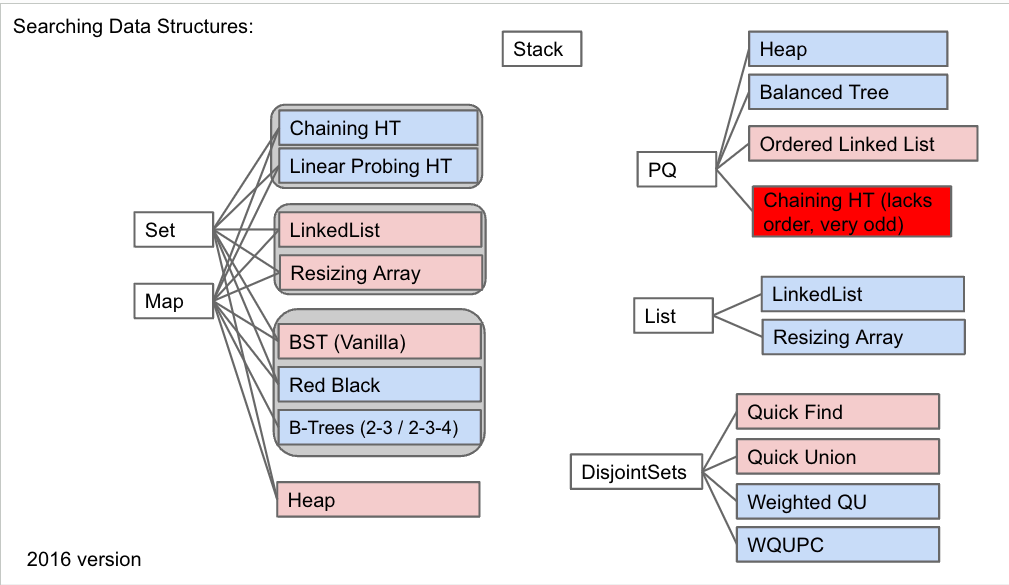 Searching Data Structures:
Stack
Set
Map
Chaining HT
Linear Probing HT
LinkedList
Resizing Array
BST (Vanilla)
Red Black
B-Trees (2-3 / 2-3-4)
Heap
PQ
Heap
Balanced Tree
Ordered Linked List
Chaining HT (lacks
order, very odd)
List
LinkedList
Resizing Array
DisjointSets
Quick Find
Quick Union
Weighted QU
WQUPC
2016 version